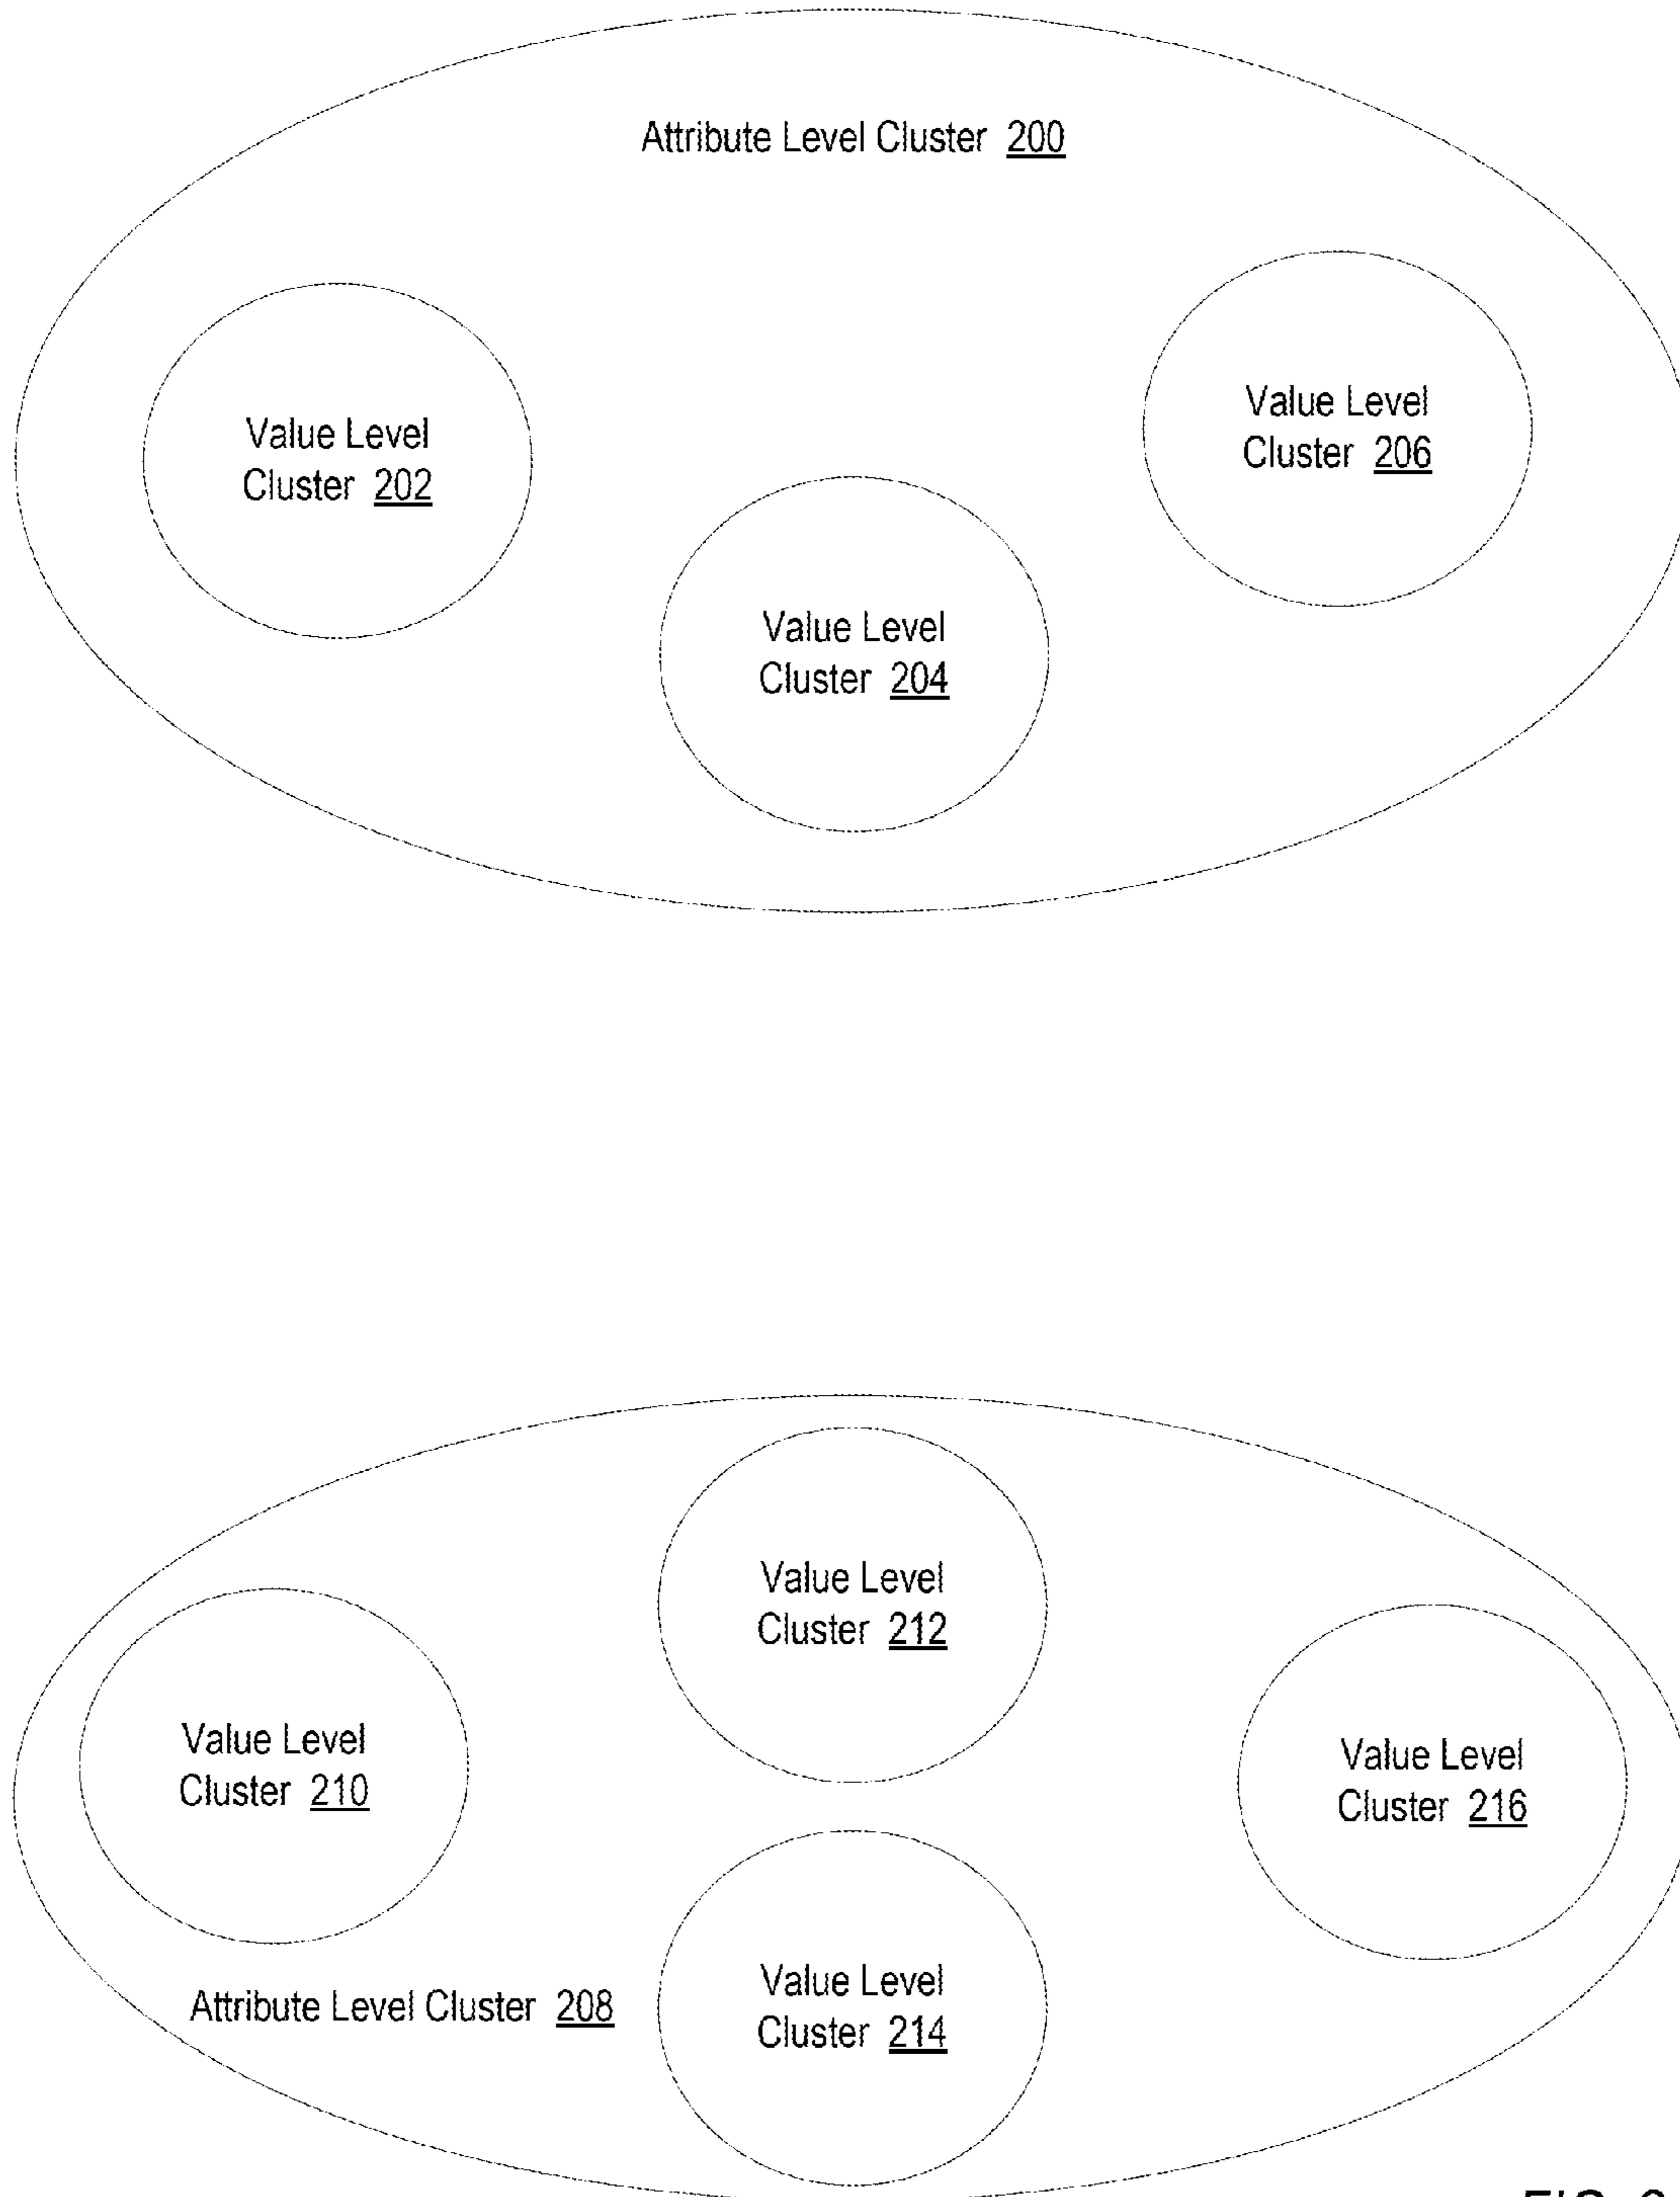 Attribute Level Cluster 200
Value Level
Cluster 202
Value Level
Cluster 204
Value Level
Cluster 206
Value Level
Cluster 212
Value Level
Cluster 210
Value Level
Cluster 216
Value Level
Cluster 214
Attribute Level Cluster 208